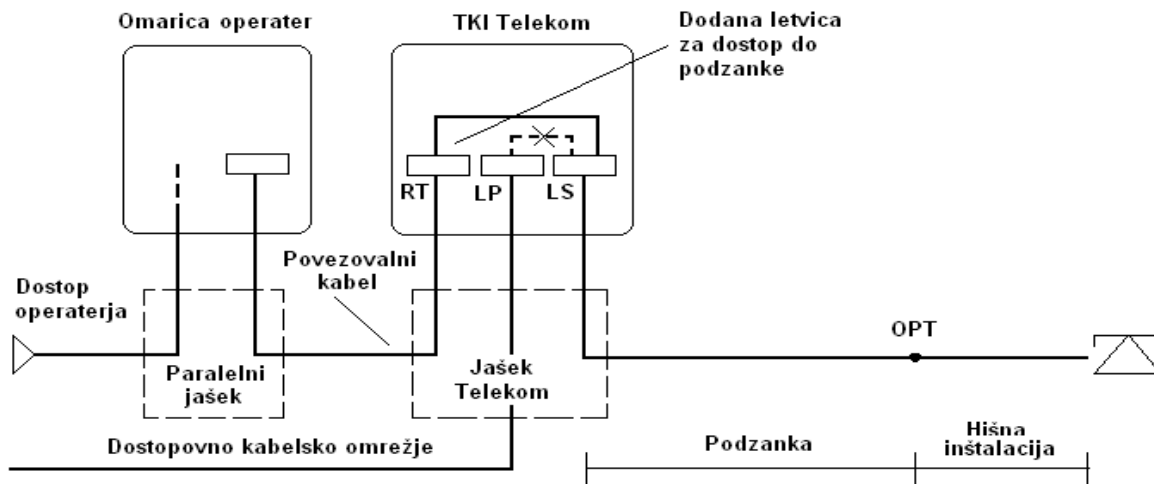 Omarica operater
TKI Telekom
Dodana letvica
za dostop do
podzanke
RT
LP
LS
Povezovalni
kabel
Dostop
operaterja
OPT
Paralelni
jašek
Jašek
Telekom
Dostopovno kabelsko omrežje
Podzanka
Hišna
inštalacija